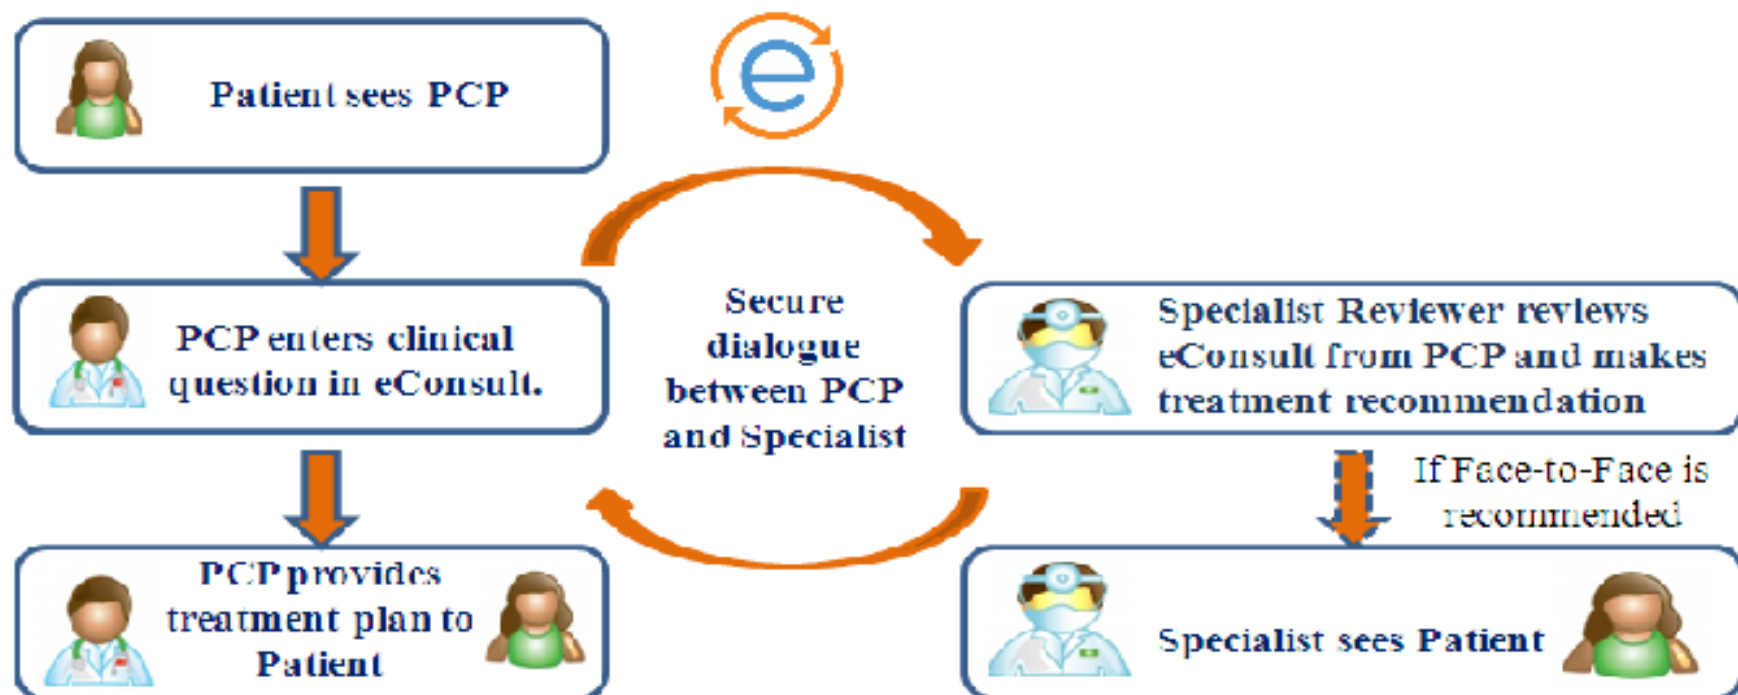 Patient sees PCP
e
PCP enters clinical
question in eConsult.
Secure
dialogue
between PCP
and Specialist
Specialist Reviewer reviews
eConsult from PCP and makes
treatment recommendation
If Face-to-Face is
recommended
PCP provides
treatment plan to
Patient
Specialist sees Patient